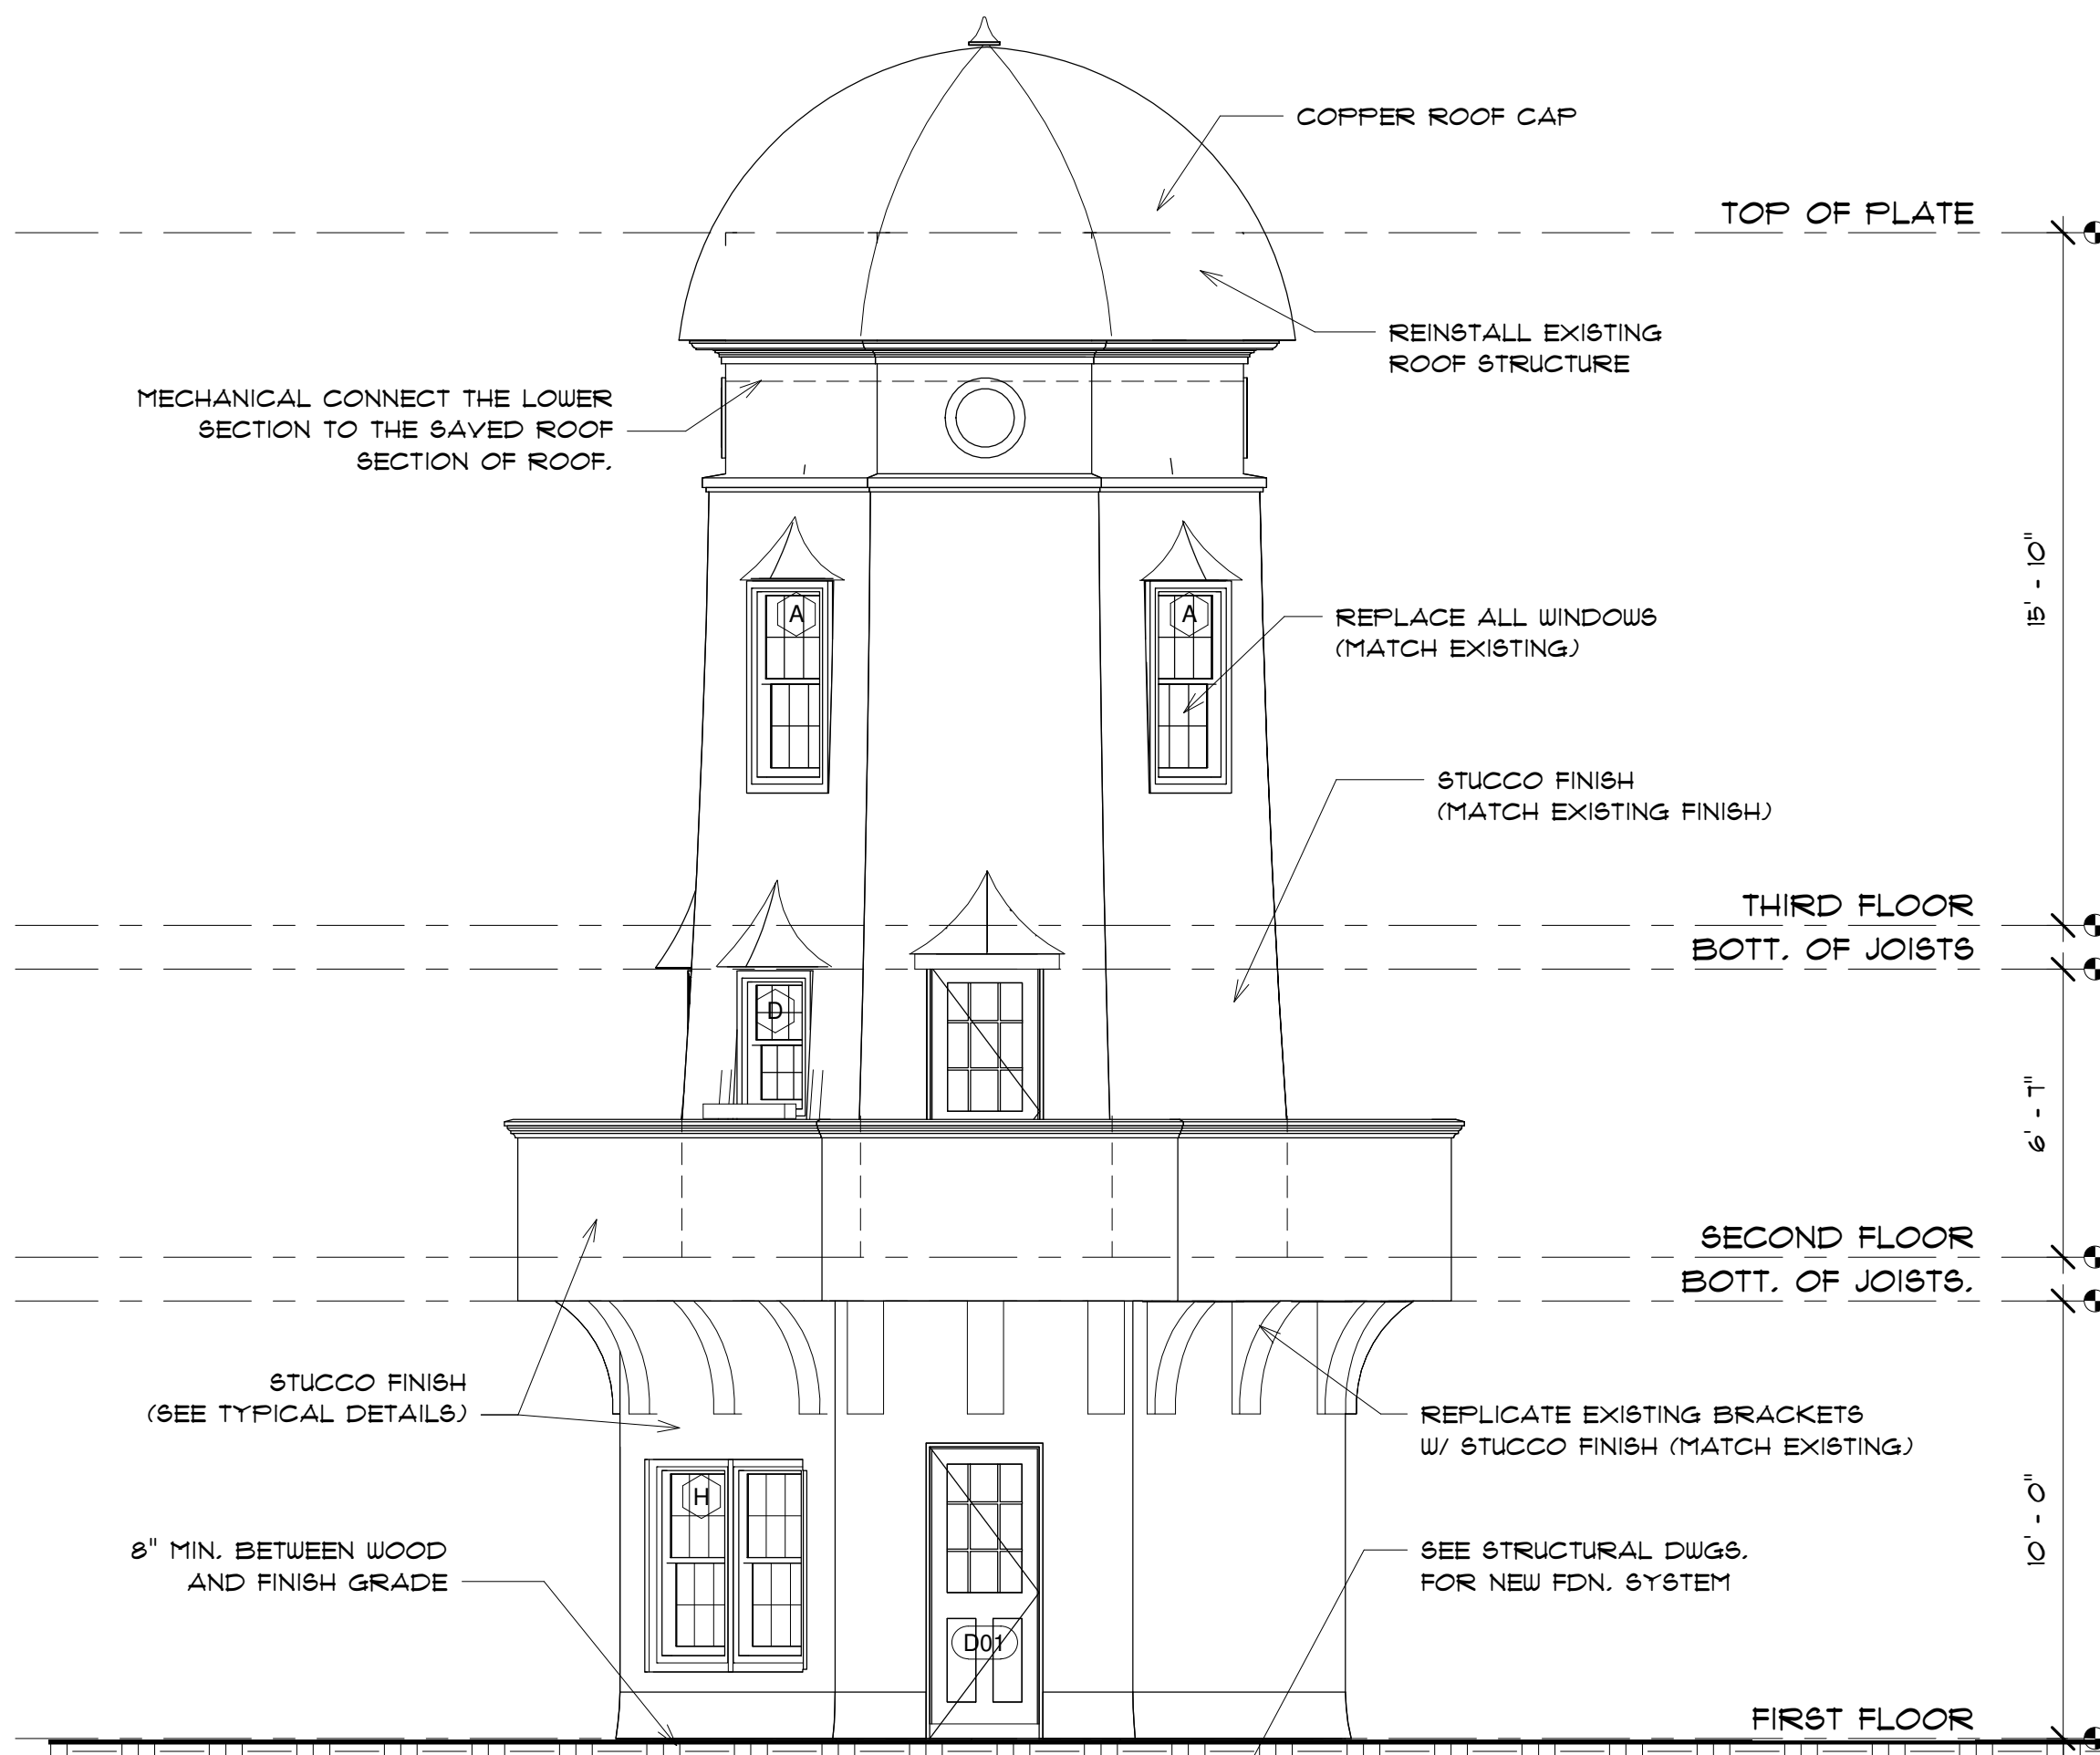 COPPER ROOF CAP
TOP OF PLATE
REINSTALL EXISTING
ROOF STRUCTURE
MECHANICAL CONNECT THE LOWER
SECTION TO THE SAVED ROOF
SECTION OF ROOF.
15' - 10"
A
A
REPLACE ALL WINDOWS
(MATCH EXISTING)
STUCCO FINISH
(MATCH EXISTING FINISH)
THIRD FLOOR
BOTT. OF JOISTS
D
6' - 7"
SECOND FLOOR
BOTT. OF JOISTS.
STUCCO FINISH
(SEE TYPICAL DETAILS)
REPLICATE EXISTING BRACKETS
W/ STUCCO FINISH (MATCH EXISTING)
H
10' - 0"
8" MIN. BETWEEN WOOD
AND FINISH GRADE
SEE STRUCTURAL DWGS.
FOR NEW FDN. SYSTEM
D01
FIRST FLOOR